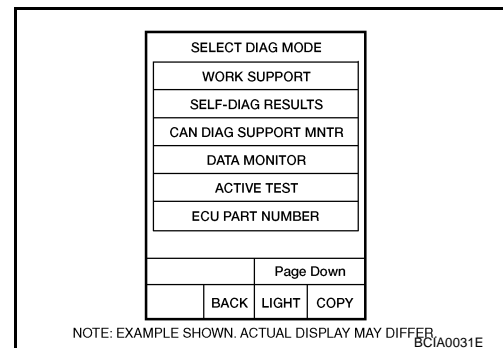 SELECT DIAG MODE
WORK SUPPORT
SELF-DIAG RESULTS
CAN DIAG SUPPORT MNTR
DATA MONITOR
ACTIVE TEST
ECU PART NUMBER
Page Down
BACK LIGHT COPY
NOTE: EXAMPLE SHOWN. ACTUAL DISPLAY MAY DIFFER.
BCIA0031E